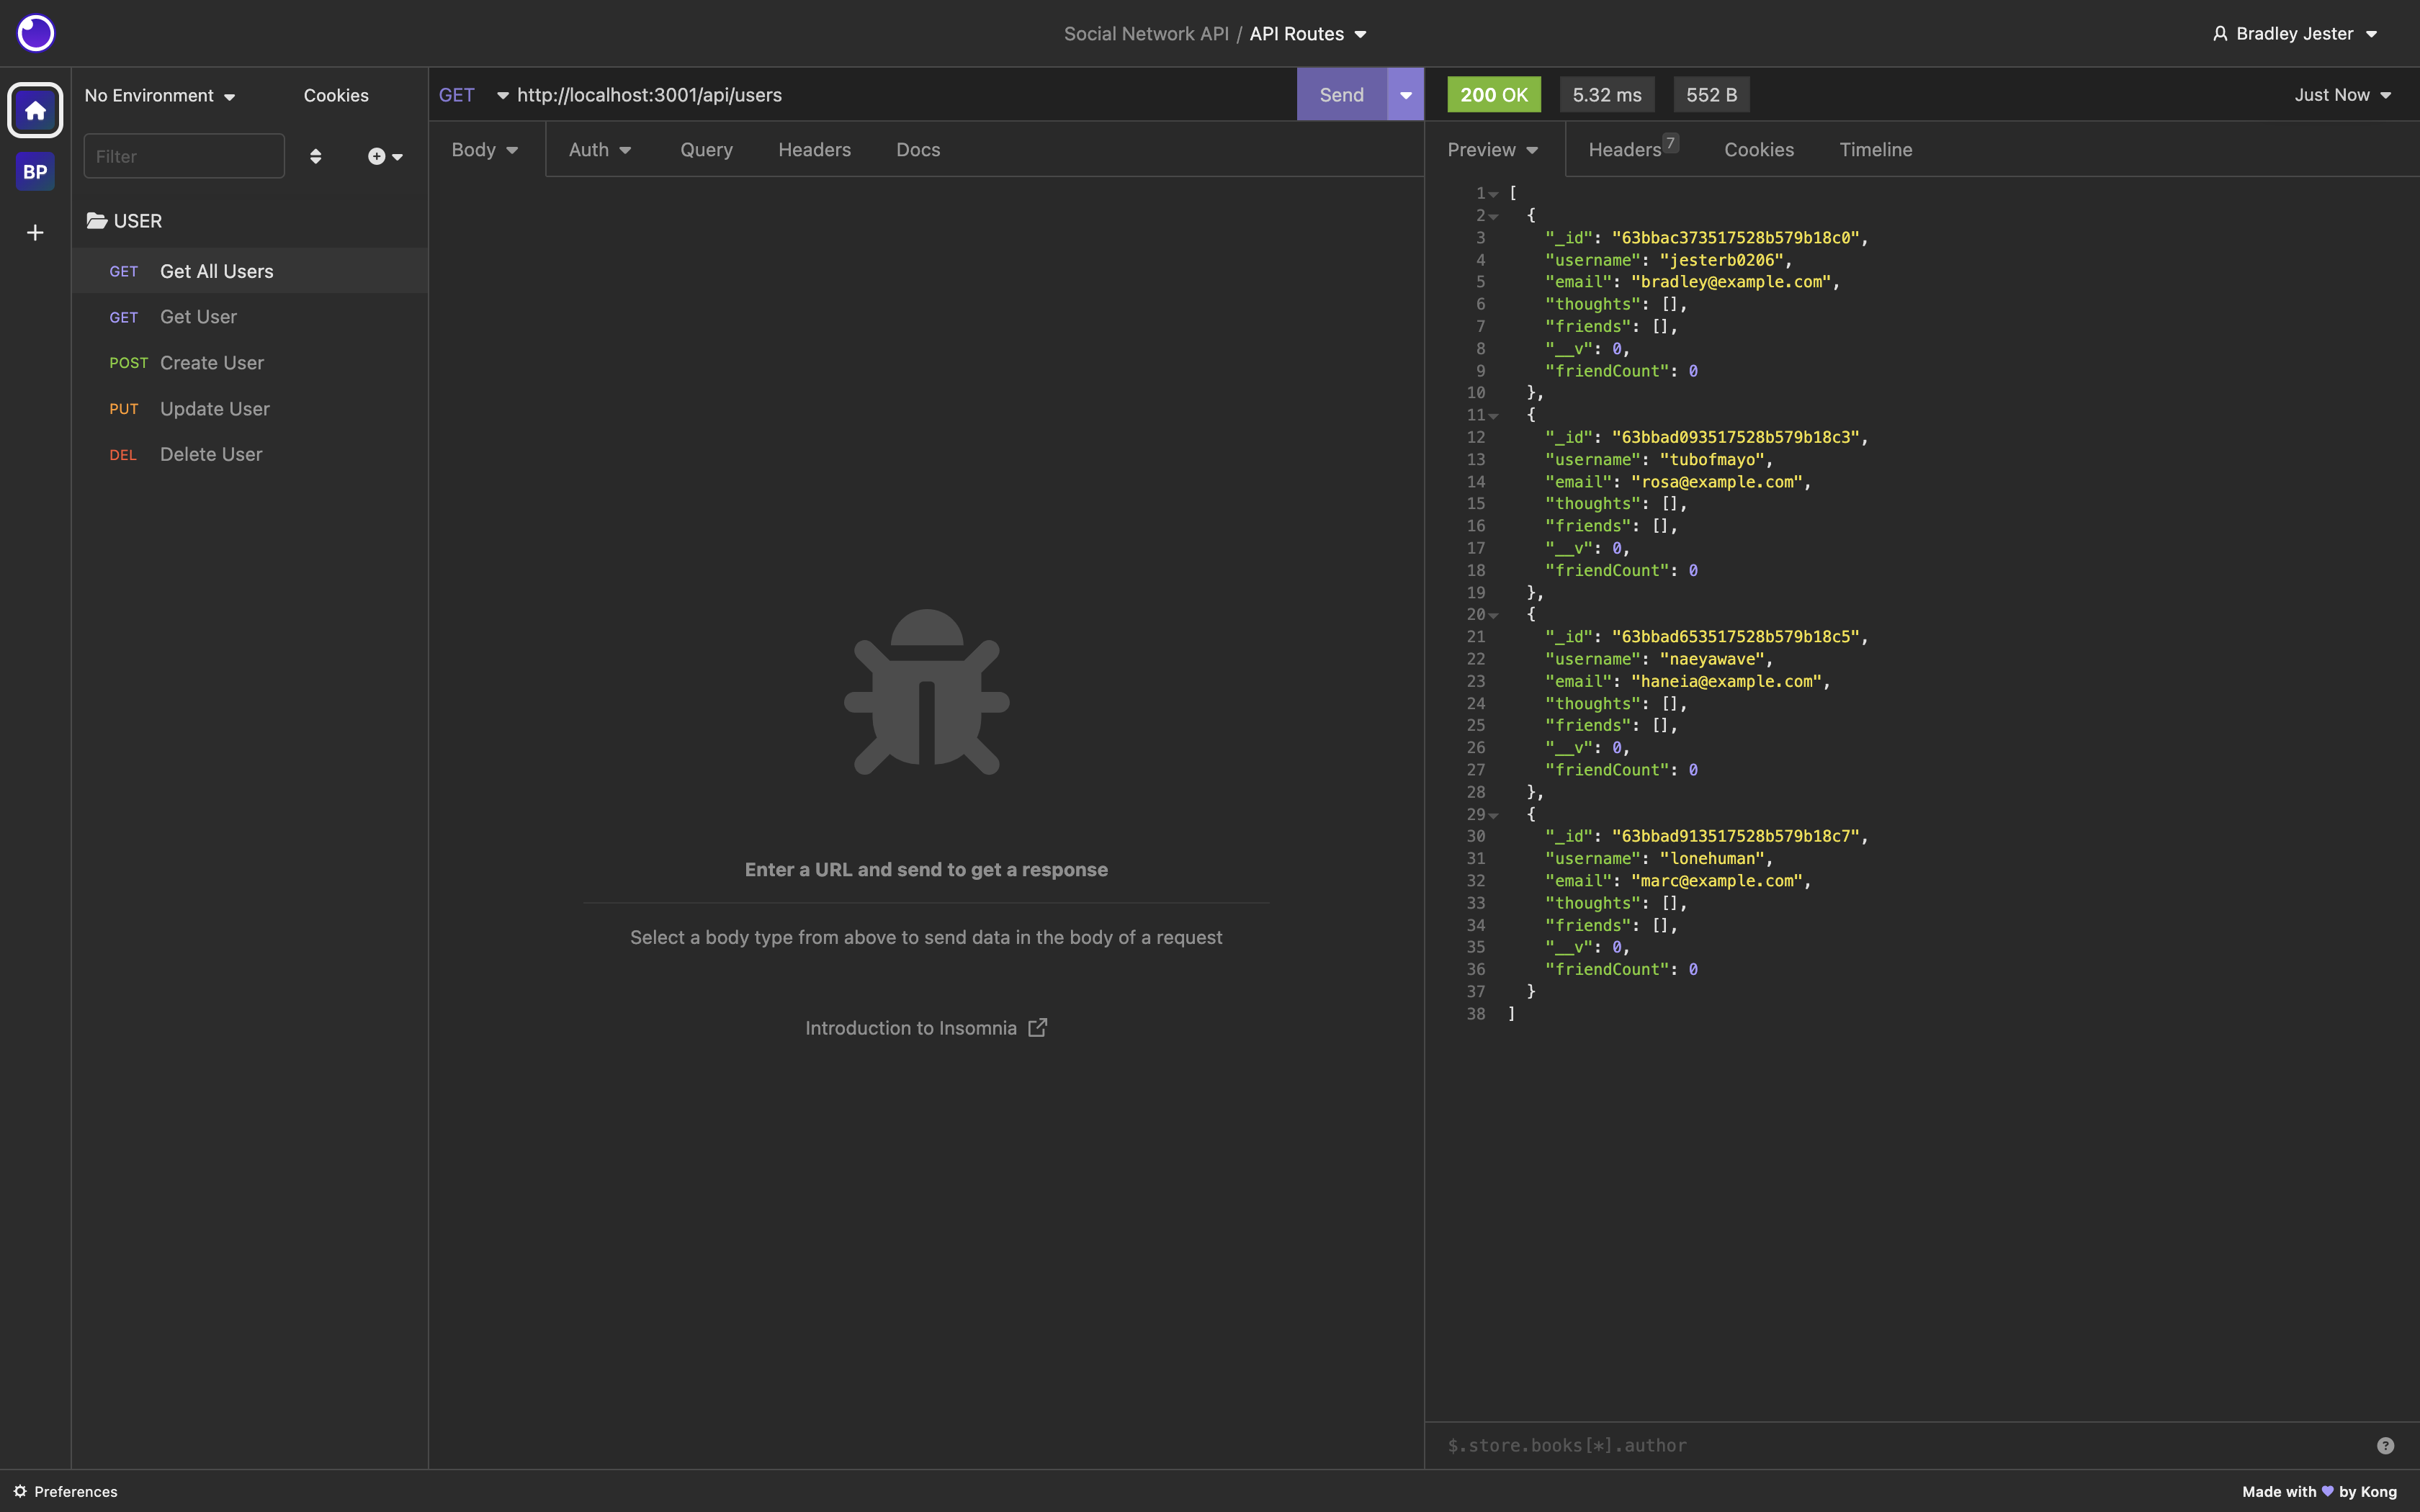 Social Network API / API Routes
Bradley Jester
No Environment
Cookies
BP
Filter
USER
GET Get All Users
GET Get User
POST Create User
PUT Update User
DEL Delete User
GET http://localhost:3001/api/users
Send
Body
Auth
Query
Headers
Docs
Enter a URL and send to get a response
Select a body type from above to send data in the body of a request
Introduction to Insomnia
200 OK
5.32 ms
552 B
Just Now
Preview
Headers 7
Cookies
Timeline
1 [
2 {
3 "_id": "63bbac373517528b579b18c0",
4 "username": "jesterb0206",
5 "email": "bradley@example.com",
6 "thoughts": [],
7 "friends": [],
8 "__v": 0,
9 "friendCount": 0
10 },
11 {
12 "_id": "63bbad093517528b579b18c3",
13 "username": "tubofmayo",
14 "email": "rosa@example.com",
15 "thoughts": [],
16 "friends": [],
17 "__v": 0,
18 "friendCount": 0
19 },
20 {
21 "_id": "63bbad653517528b579b18c5",
22 "username": "naeyawave",
23 "email": "haneia@example.com",
24 "thoughts": [],
25 "friends": [],
26 "__v": 0,
27 "friendCount": 0
28 },
29 {
30 "_id": "63bbad913517528b579b18c7",
31 "username": "lonehuman",
32 "email": "marc@example.com",
33 "thoughts": [],
34 "friends": [],
35 "__v": 0,
36 "friendCount": 0
37 }
38 ]
$.store.books[*].author
?
Preferences
Made with 💜 by Kong